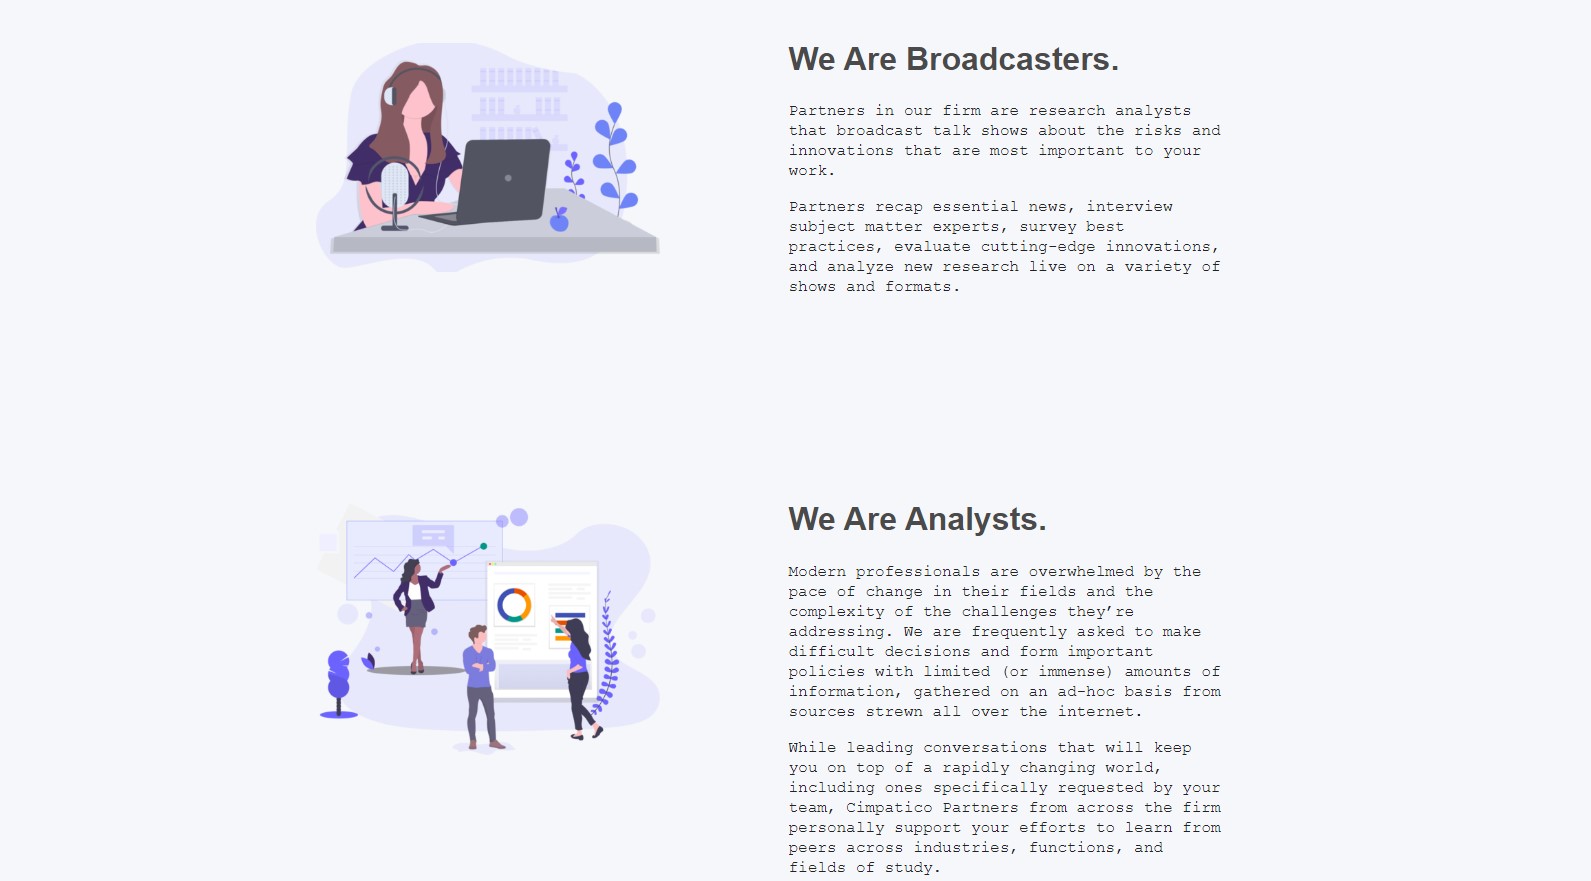 We Are Broadcasters.
Partners in our firm are research analysts
that broadcast talk shows about the risks and
innovations that are most important to your
work.
Partners recap essential news, interview
subject matter experts, survey best
practices, evaluate cutting-edge innovations,
and analyze new research live on a variety of
shows and formats.
We Are Analysts.
Modern professionals are overwhelmed by the
pace of change in their fields and the
complexity of the challenges they’re
addressing. We are frequently asked to make
difficult decisions and form important
policies with limited (or immense) amounts of
information, gathered on an ad-hoc basis from
sources strewn all over the internet.
While leading conversations that will keep
you on top of a rapidly changing world,
including ones specifically requested by your
team, Cimpatico Partners from across the firm
personally support your efforts to learn from
peers across industries, functions, and
fields of study.